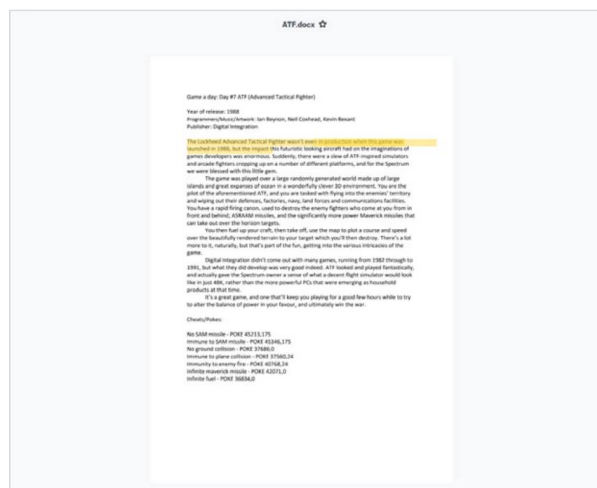 ATF.docx
Game a day: Day #7 ATF (Advanced Tactical Fighter)
Year of release: 1988
Programmers/Music/Artwork: Ian Beynon, Neil Coxhead, Kevin Bexant
Publisher: Digital Integration
The Lockheed Advanced Tactical Fighter wasn't even in production when this game was
launched in 1988, but the impact this futuristic looking aircraft had on the imaginations of
games developers was enormous. Suddenly, there were a slew of ATF-inspired simulators
and arcade fighters cropping up on a number of different platforms, and for the Spectrum
we were blessed with this little gem.
The game was played over a large randomly generated world made up of large
islands and great expanses of ocean in a wonderfully clever 3D environment. You are the
pilot of the aforementioned ATF, and you are tasked with flying into the enemies' territory
and wiping out their defences, factories, navy, land forces and communications facilities.
You have a rapid firing canon, used to destroy the enemy fighters who come at you from in
front and behind, ASRAAM missiles, and the significantly more power Maverick missiles that
can take out over the horizon targets.
You then fuel up your craft, then take off, use the map to plot a course and speed
over the beautifully rendered terrain to your target which you'll then destroy. There's a lot
more to it, naturally, but that's part of the fun, getting into the various intricacies of the
game.
Digital Integration didn't come out with many games, running from 1982 through to
1991, but what they did develop was very good indeed. ATF looked and played fantastically,
and actually gave the Spectrum owner a sense of what a decent flight simulator would look
like in just 48K, rather than the more powerful PCs that were emerging as household
products at that time.
It's a great game, and one that'll keep you playing for a good few hours while to try
to alter the balance of power in your favour, and ultimately win the war.
Cheats/Pokes:
No SAM missile - POKE 45213,175
Immune to SAM missile - POKE 45346,175
No ground collision - POKE 37686,0
Immune to plane collision - POKE 37560,24
Immunity to enemy fire - POKE 40768,24
Infinite maverick missile - POKE 42071,0
Infinite fuel - POKE 36836,0